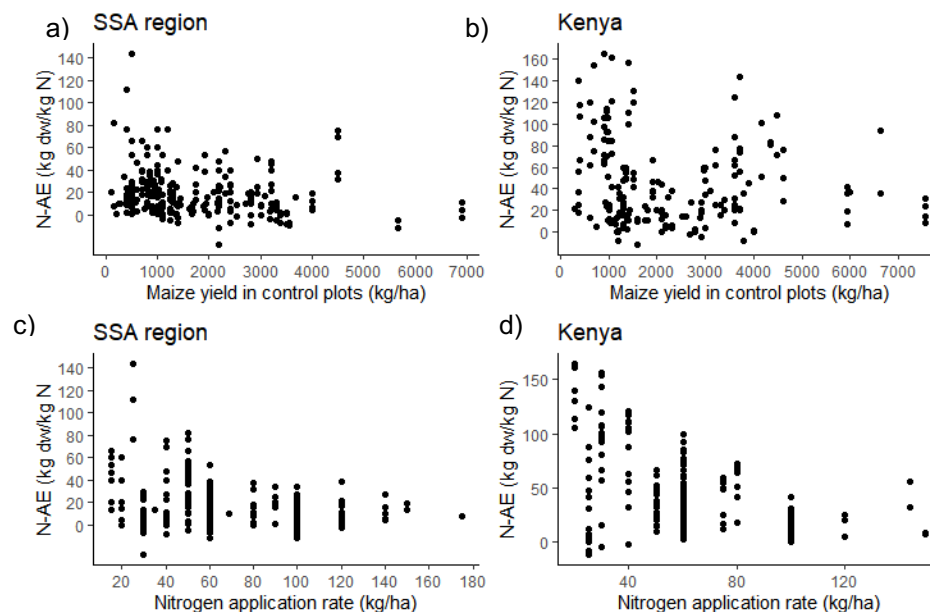 a) SSA region
N-AE (kg dw/kg N)
140
120
100
80
60
40
20
0
0 1000 2000 3000 4000 5000 6000 7000
Maize yield in control plots (kg/ha)
b) Kenya
N-AE (kg dw/kg N)
160
140
120
100
80
60
40
20
0
0 1000 2000 3000 4000 5000 6000 7000
Maize yield in control plots (kg/ha)
c) SSA region
N-AE (kg dw/kg N
140
120
100
80
60
40
20
0
20 40 60 80 100 120 140 160 180
Nitrogen application rate (kg/ha)
d) Kenya
N-AE (kg dw/kg N)
150
100
50
0
40 80 120
Nitrogen application rate (kg/ha)